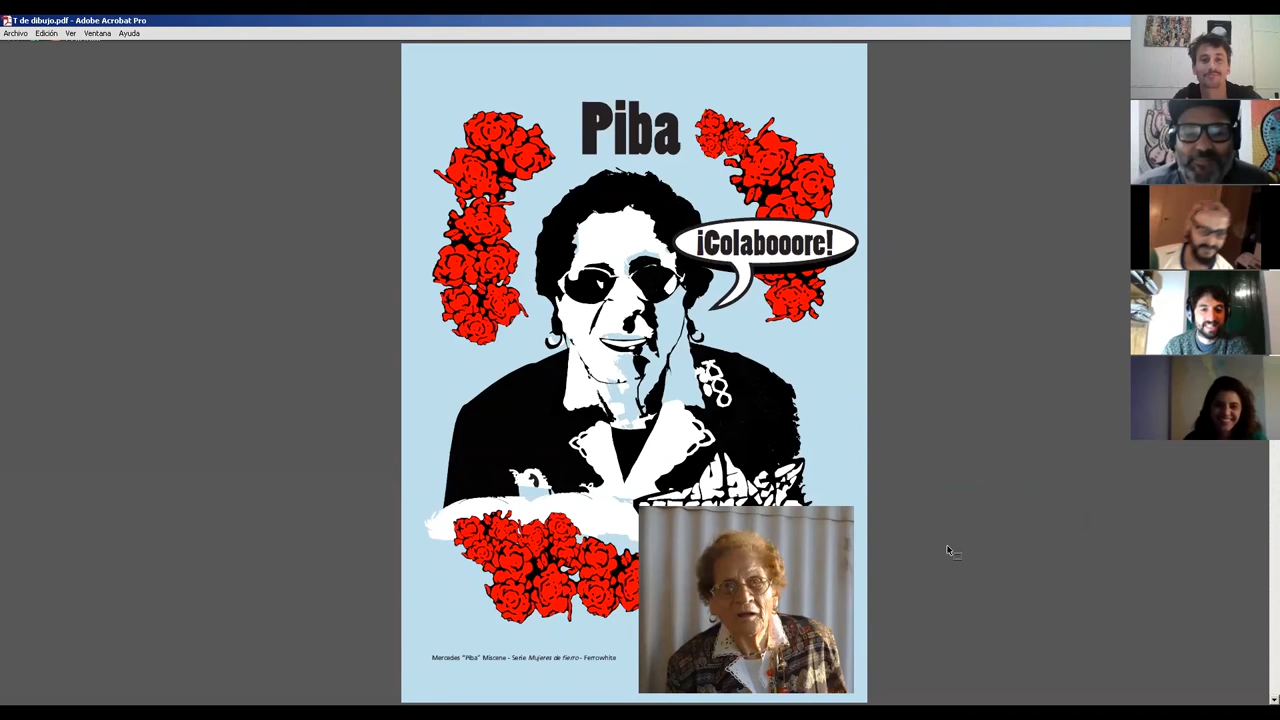 T de dibujo.pdf - Adobe Acrobat Pro
Archivo Edición Ver Ventana Ayuda
Piba
¡Colabooore!
Mercedes "Piba" Miscene - Serie Mujeres de fierro - Ferrowhite